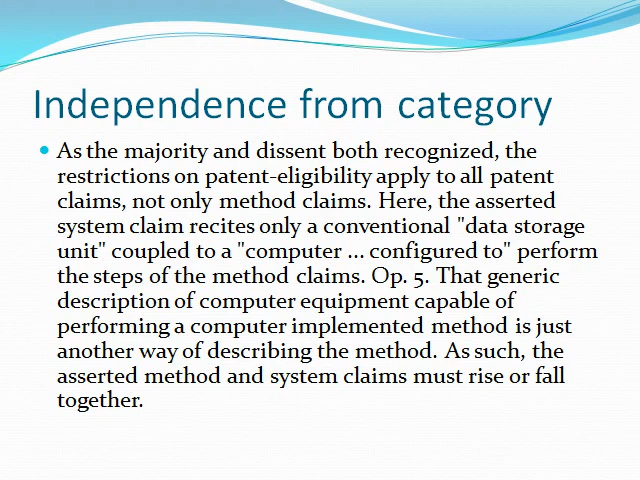 Independence from category
• As the majority and dissent both recognized, the
restrictions on patent-eligibility apply to all patent
claims, not only method claims. Here, the asserted
system claim recites only a conventional "data storage
unit" coupled to a "computer ... configured to" perform
the steps of the method claims. Op. 5. That generic
description of computer equipment capable of
performing a computer implemented method is just
another way of describing the method. As such, the
asserted method and system claims must rise or fall
together.